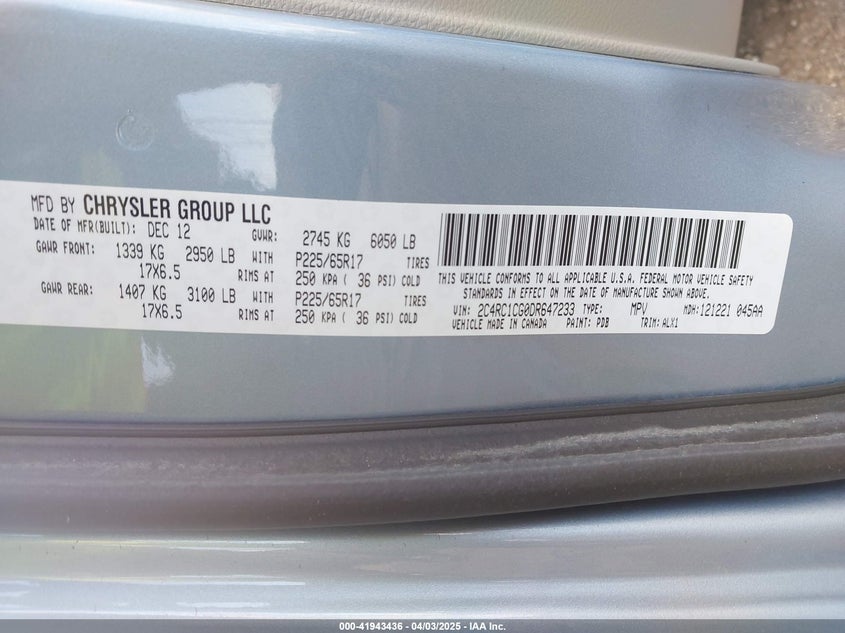 MFD BY CHRYSLER GROUP LLC
DATE OF MFR(BUILT): DEC 12 GVWR: 2745 KG 6050 LB
GAWR FRONT: 1339 KG 2950 LB WITH P225/65R17 TIRES
17X6.5 RIMS AT 250 KPA ( 36 PSI) COLD
GAWR REAR: 1407 KG 3100 LB WITH P225/65R17 TIRES
17X6.5 RIMS AT 250 KPA ( 36 PSI) COLD
THIS VEHICLE CONFORMS TO ALL APPLICABLE U.S.A. FEDERAL MOTOR VEHICLE SAFETY
STANDARDS IN EFFECT ON THE DATE OF MANUFACTURE SHOWN ABOVE.
VIN: 2C4RC1CG0DR647233 TYPE: MPV MDH:121221 045AA
VEHICLE MADE IN CANADA PAINT: PDB TRIM: ALX1
000-41943436 - 04/03/2025 - IAA Inc.